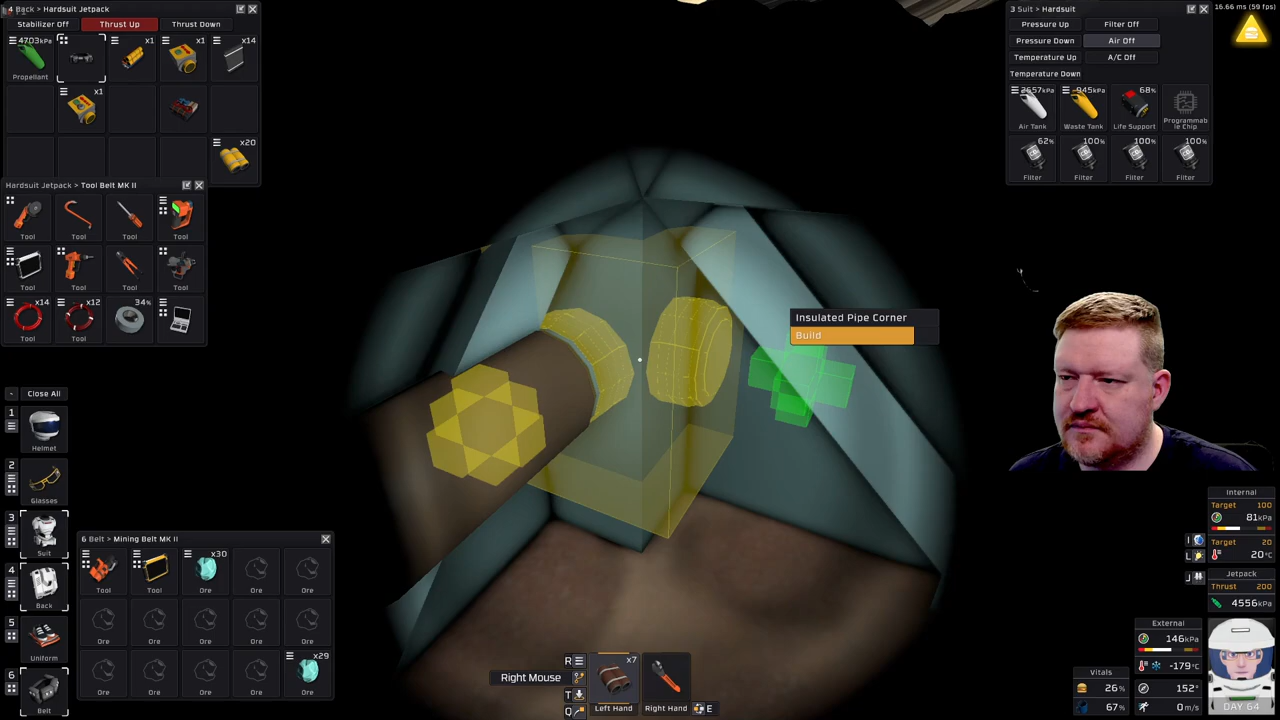 4 Back > Hardsuit Jetpack
Stabilizer Off
Thrust Up
Thrust Down
4703kPa
x1
x1
x14
Propellant
x1
x20
Hardsuit Jetpack > Tool Belt MK II
Tool
Tool
Tool
Tool
Tool
Tool
Tool
Tool
x14
x12
34%
Tool
Tool
Tool
Tool
Close All
1
Helmet
2
Glasses
3
Suit
4
Back
5
Uniform
6
Belt
6 Belt > Mining Belt MK II
x30
Tool
Tool
Ore
Ore
Ore
Ore
Ore
Ore
Ore
Ore
x29
Ore
Ore
Ore
Ore
Ore
Insulated Pipe Corner
Build
Right Mouse
R
T
Q
x7
Left Hand
Right Hand
E
3 Suit > Hardsuit
Pressure Up
Filter Off
Pressure Down
Air Off
Temperature Up
A/C Off
Temperature Down
68%
Air Tank
Waste Tank
Life Support
Programmab
le Chip
62%
100%
100%
100%
Filter
Filter
Filter
Filter
16.66 ms (59 fps)
Internal
Target 100
81kPa
Target 20
20°C
I
L
J
Jetpack
Thrust 200
4556kPa
External
146kPa
-179°C
Vitals
26%
67%
152°
0m/s
DAY 64